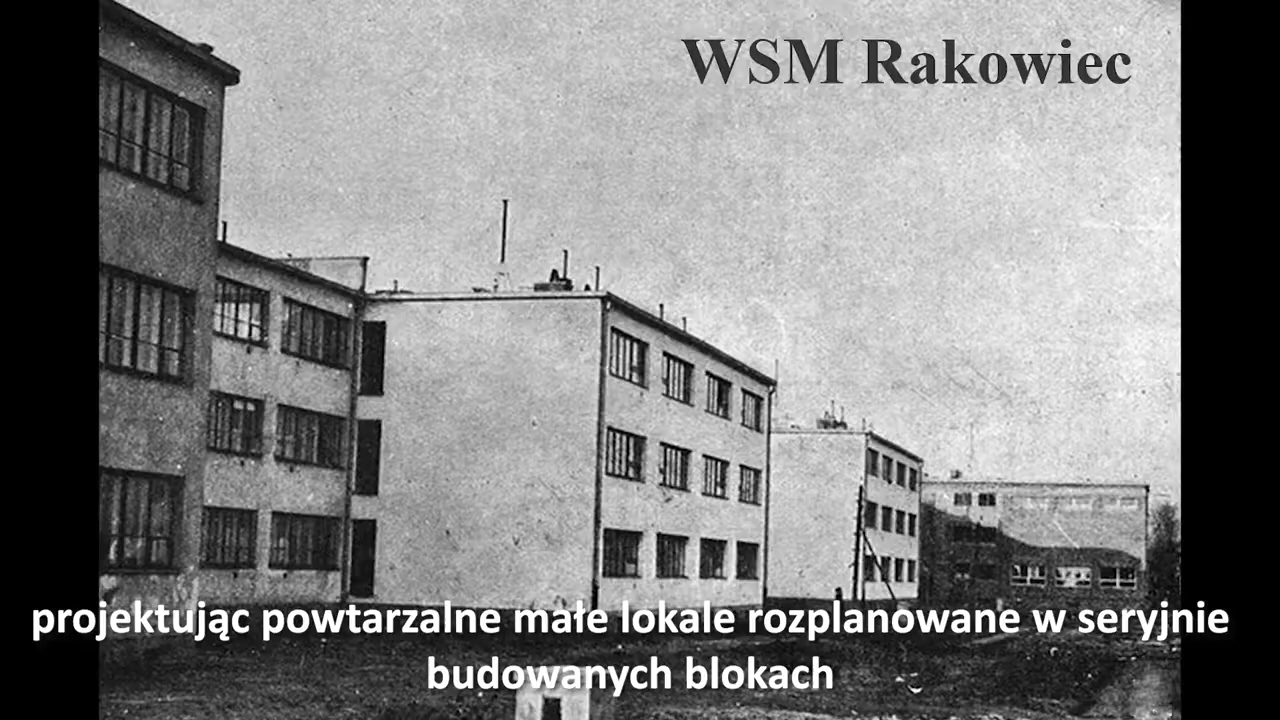 WSM Rakowiec
projektując powtarzalne małe lokale rozplanowane w seryjnie
budowanych blokach